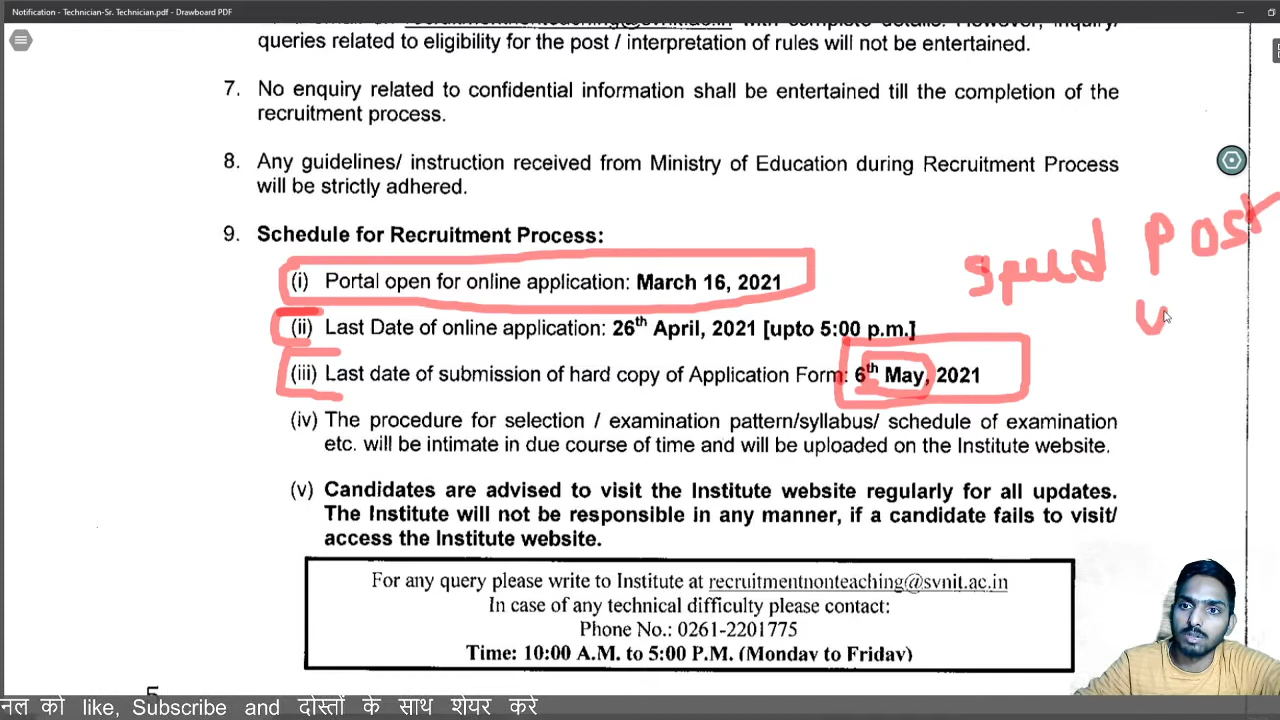 Notification - Technician-Sr. Technician.pdf - Drawboard PDF
queries related to eligibility for the post / interpretation of rules will not be entertained.
7. No enquiry related to confidential information shall be entertained till the completion of the
recruitment process.
8. Any guidelines/ instruction received from Ministry of Education during Recruitment Process
will be strictly adhered.
9. Schedule for Recruitment Process:
(i) Portal open for online application: March 16, 2021
(ii) Last Date of online application: 26th April, 2021 [upto 5:00 p.m.]
(iii) Last date of submission of hard copy of Application Form: 6th May, 2021
(iv) The procedure for selection / examination pattern/syllabus/ schedule of examination
etc. will be intimate in due course of time and will be uploaded on the Institute website.
(v) Candidates are advised to visit the Institute website regularly for all updates.
The Institute will not be responsible in any manner, if a candidate fails to visit/
access the Institute website.
For any query please write to Institute at recruitmentnonteaching@svnit.ac.in
In case of any technical difficulty please contact:
Phone No.: 0261-2201775
Time: 10:00 A.M. to 5:00 P.M. (Monday to Friday)
Speed Post
like, Subscribe and दोस्तों के साथ शेयर करे